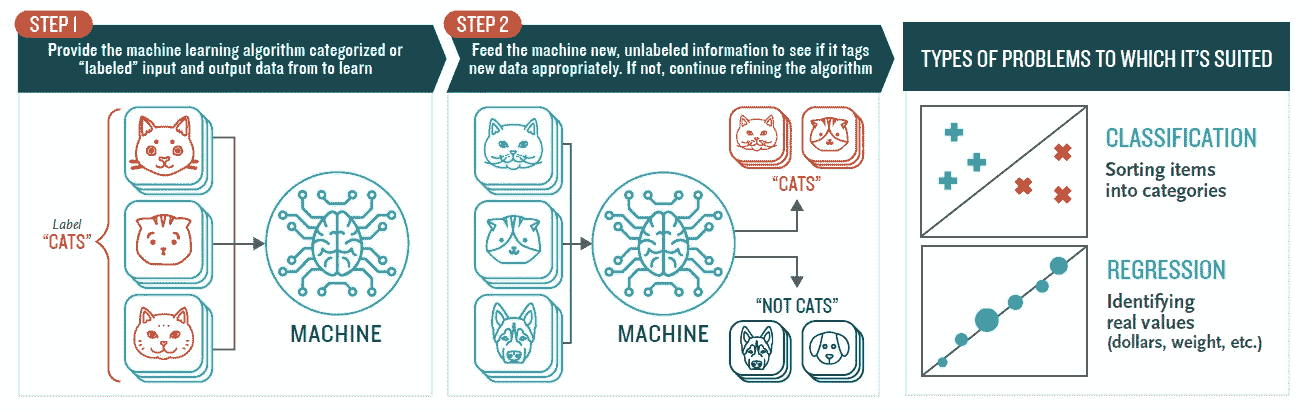 STEP 1
Provide the machine learning algorithm categorized or
“labeled” input and output data from to learn
Label
“CATS”
MACHINE
STEP 2
Feed the machine new, unlabeled information to see if it tags
new data appropriately. If not, continue refining the algorithm
MACHINE
“CATS”
“NOT CATS”
TYPES OF PROBLEMS TO WHICH IT’S SUITED
CLASSIFICATION
Sorting items
into categories
REGRESSION
Identifying
real values
(dollars, weight, etc.)